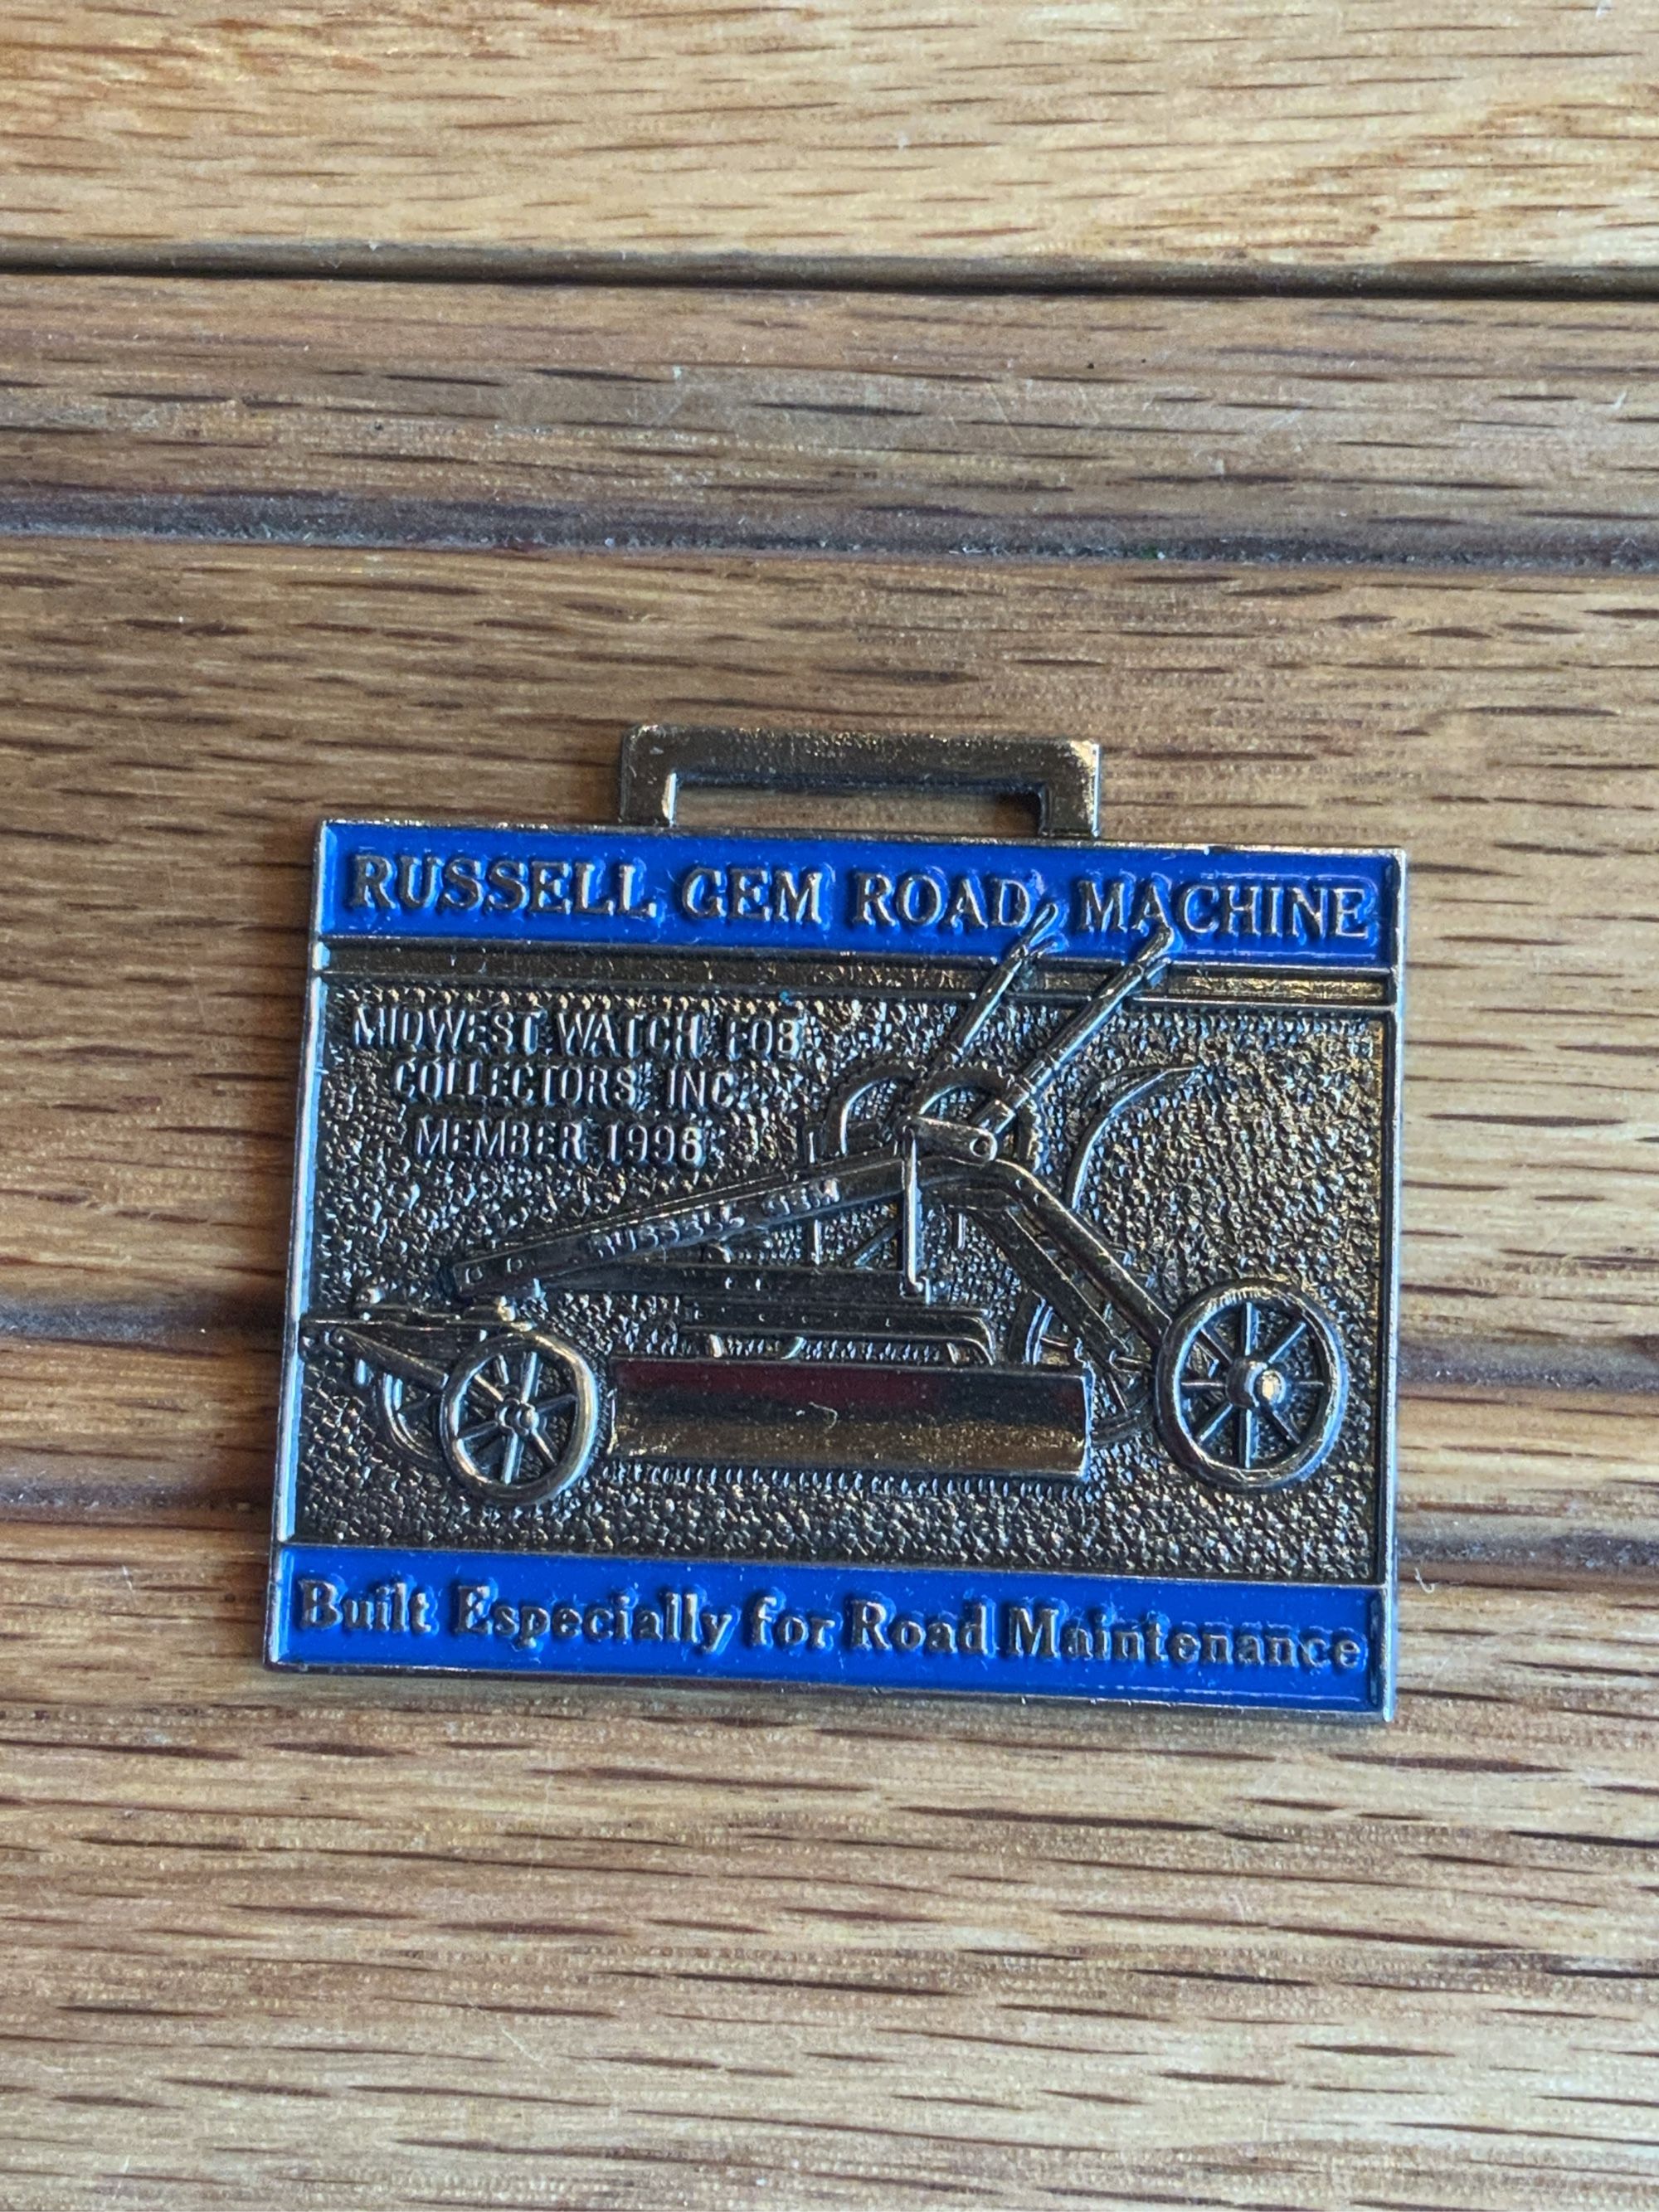 RUSSELL GEM ROAD MACHINE
MIDWEST WATCH FOB
COLLECTORS, INC.
MEMBER 1996
RUSSELL GEM
Built Especially for Road Maintenance